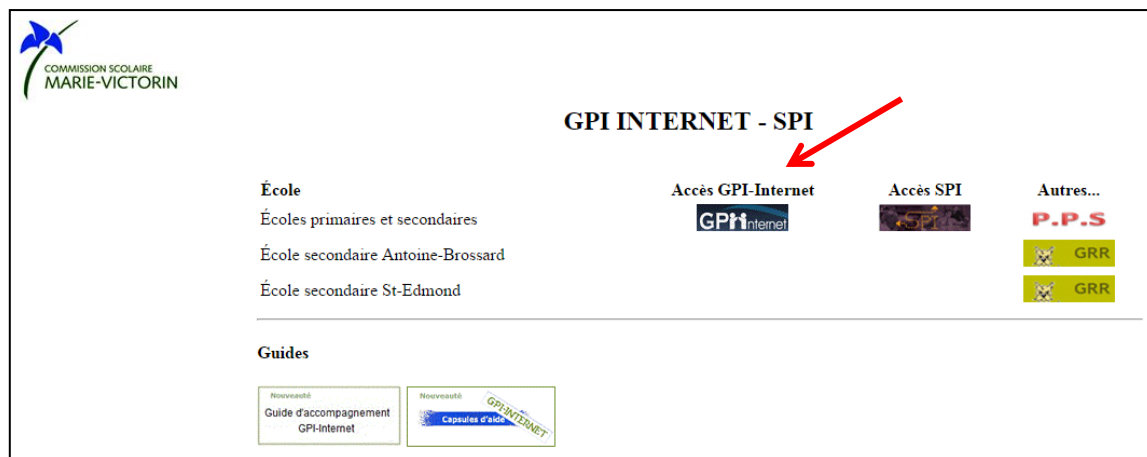 COMMISSION SCOLAIRE
MARIE-VICTORIN
GPI INTERNET - SPI
École Accès GPI-Internet Accès SPI Autres...
Écoles primaires et secondaires GPI Internet SPI P.P.S
École secondaire Antoine-Brossard GRR
École secondaire St-Edmond GRR
Guides
Nouveauté
Guide d'accompagnement
GPI-Internet
Nouveauté
GPI-INTERNET
Capsules d'aide